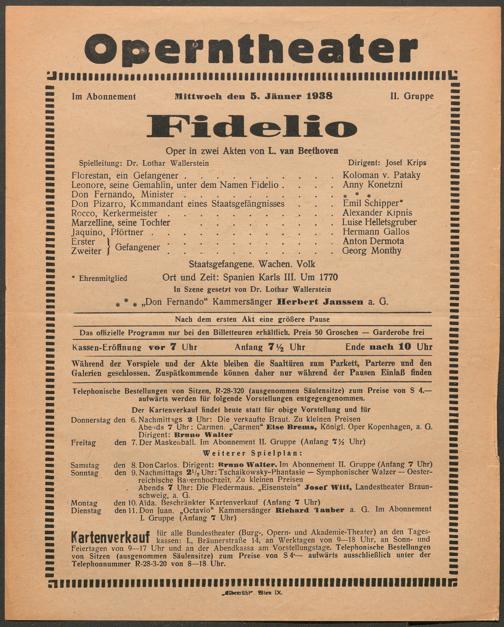 Operntheater
Im Abonnement Mittwoch den 5. Jänner 1938 II. Gruppe
Fidelio
Oper in zwei Akten von L. van Beethoven
Spielleitung: Dr. Lothar Wallerstein Dirigent: Josef Krips
Florestan, ein Gefangener . . . . . . . . Koloman v. Pataky
Leonore, seine Gemahlin, unter dem Namen Fidelio . . . . Anny Konetzni
Don Fernando, Minister . . . . . . . . * * *
Don Pizarro, Kommandant eines Staatsgefängnisses . . . . Emil Schipper*
Rocco, Kerkermeister . . . . . . . . Alexander Kipnis
Marzelline, seine Tochter . . . . . . . . Luise Helletsgruber
Jaquino, Pförtner . . . . . . . . Hermann Gallos
Erster } Gefangener . . . . . . . . Anton Dermota
Zweiter } Gefangener . . . . . . . . Georg Monthy
Staatsgefangene. Wachen. Volk
* Ehrenmitglied Ort und Zeit: Spanien Karls III. Um 1770
In Szene gesetzt von Dr. Lothar Wallerstein
* * * „Don Fernando" Kammersänger Herbert Janssen a. G.
Nach dem ersten Akte eine größere Pause
Das offizielle Programm nur bei den Billetteuren erhältlich. Preis 50 Groschen — Garderobe frei
Kassen-Eröffnung vor 7 Uhr Anfang 7½ Uhr Ende nach 10 Uhr
Während der Vorspiele und der Akte bleiben die Saaltüren zum Parkett, Parterre und den
Galerien geschlossen. Zuspätkommende können daher nur während der Pausen Einlaß finden
Telephonische Bestellungen von Sitzen, R-28-320 (ausgenommen Säulensitze) zum Preise von S 4,—
aufwärts werden für folgende Vorstellungen entgegengenommen.
Der Kartenverkauf findet heute statt für obige Vorstellung und für
Donnerstag den 6. Nachmittags 2 Uhr: Die verkaufte Braut. Zu kleinen Preisen
Abends 7 Uhr: Carmen. „Carmen" Else Brems, Königl. Oper Kopenhagen, a. G.
Dirigent: Bruno Walter
Freitag den 7. Der Maskenball. Im Abonnement II. Gruppe (Anfang 7½ Uhr)
Weiterer Spielplan:
Samstag den 8. Don Carlos. Dirigent: Bruno Walter. Im Abonnement II. Gruppe (Anfang 7 Uhr)
Sonntag den 9. Nachmittags 2½ Uhr: Tschaikowsky-Phantasie — Symphonischer Walzer — Oester-
reichische Bauernhochzeit. Zu kleinen Preisen
Abends 7 Uhr: Die Fledermaus. „Eisenstein" Josef Witt, Landestheater Braun-
schweig, a. G.
Montag den 10. Aida. Beschränkter Kartenverkauf (Anfang 7 Uhr)
Dienstag den 11. Don Juan. „Octavio" Kammersänger Richard Tauber a. G. Im Abonnement
I. Gruppe (Anfang 7 Uhr)
Kartenverkauf für alle Bundestheater (Burg-, Opern- und Akademie-Theater) an den Tages-
kassen: I., Bräunerstraße 14, an Werktagen von 9—18 Uhr, an Sonn- und
Feiertagen von 9—17 Uhr und an der Abendkassa am Vorstellungstage. Telephonische Bestellungen
von Sitzen (ausgenommen Säulensitze) zum Preise von S 4·— aufwärts ausschließlich unter der
Telephonnummer R-28-3-20 von 8—18 Uhr.
„Elbemühl" Wien IX.